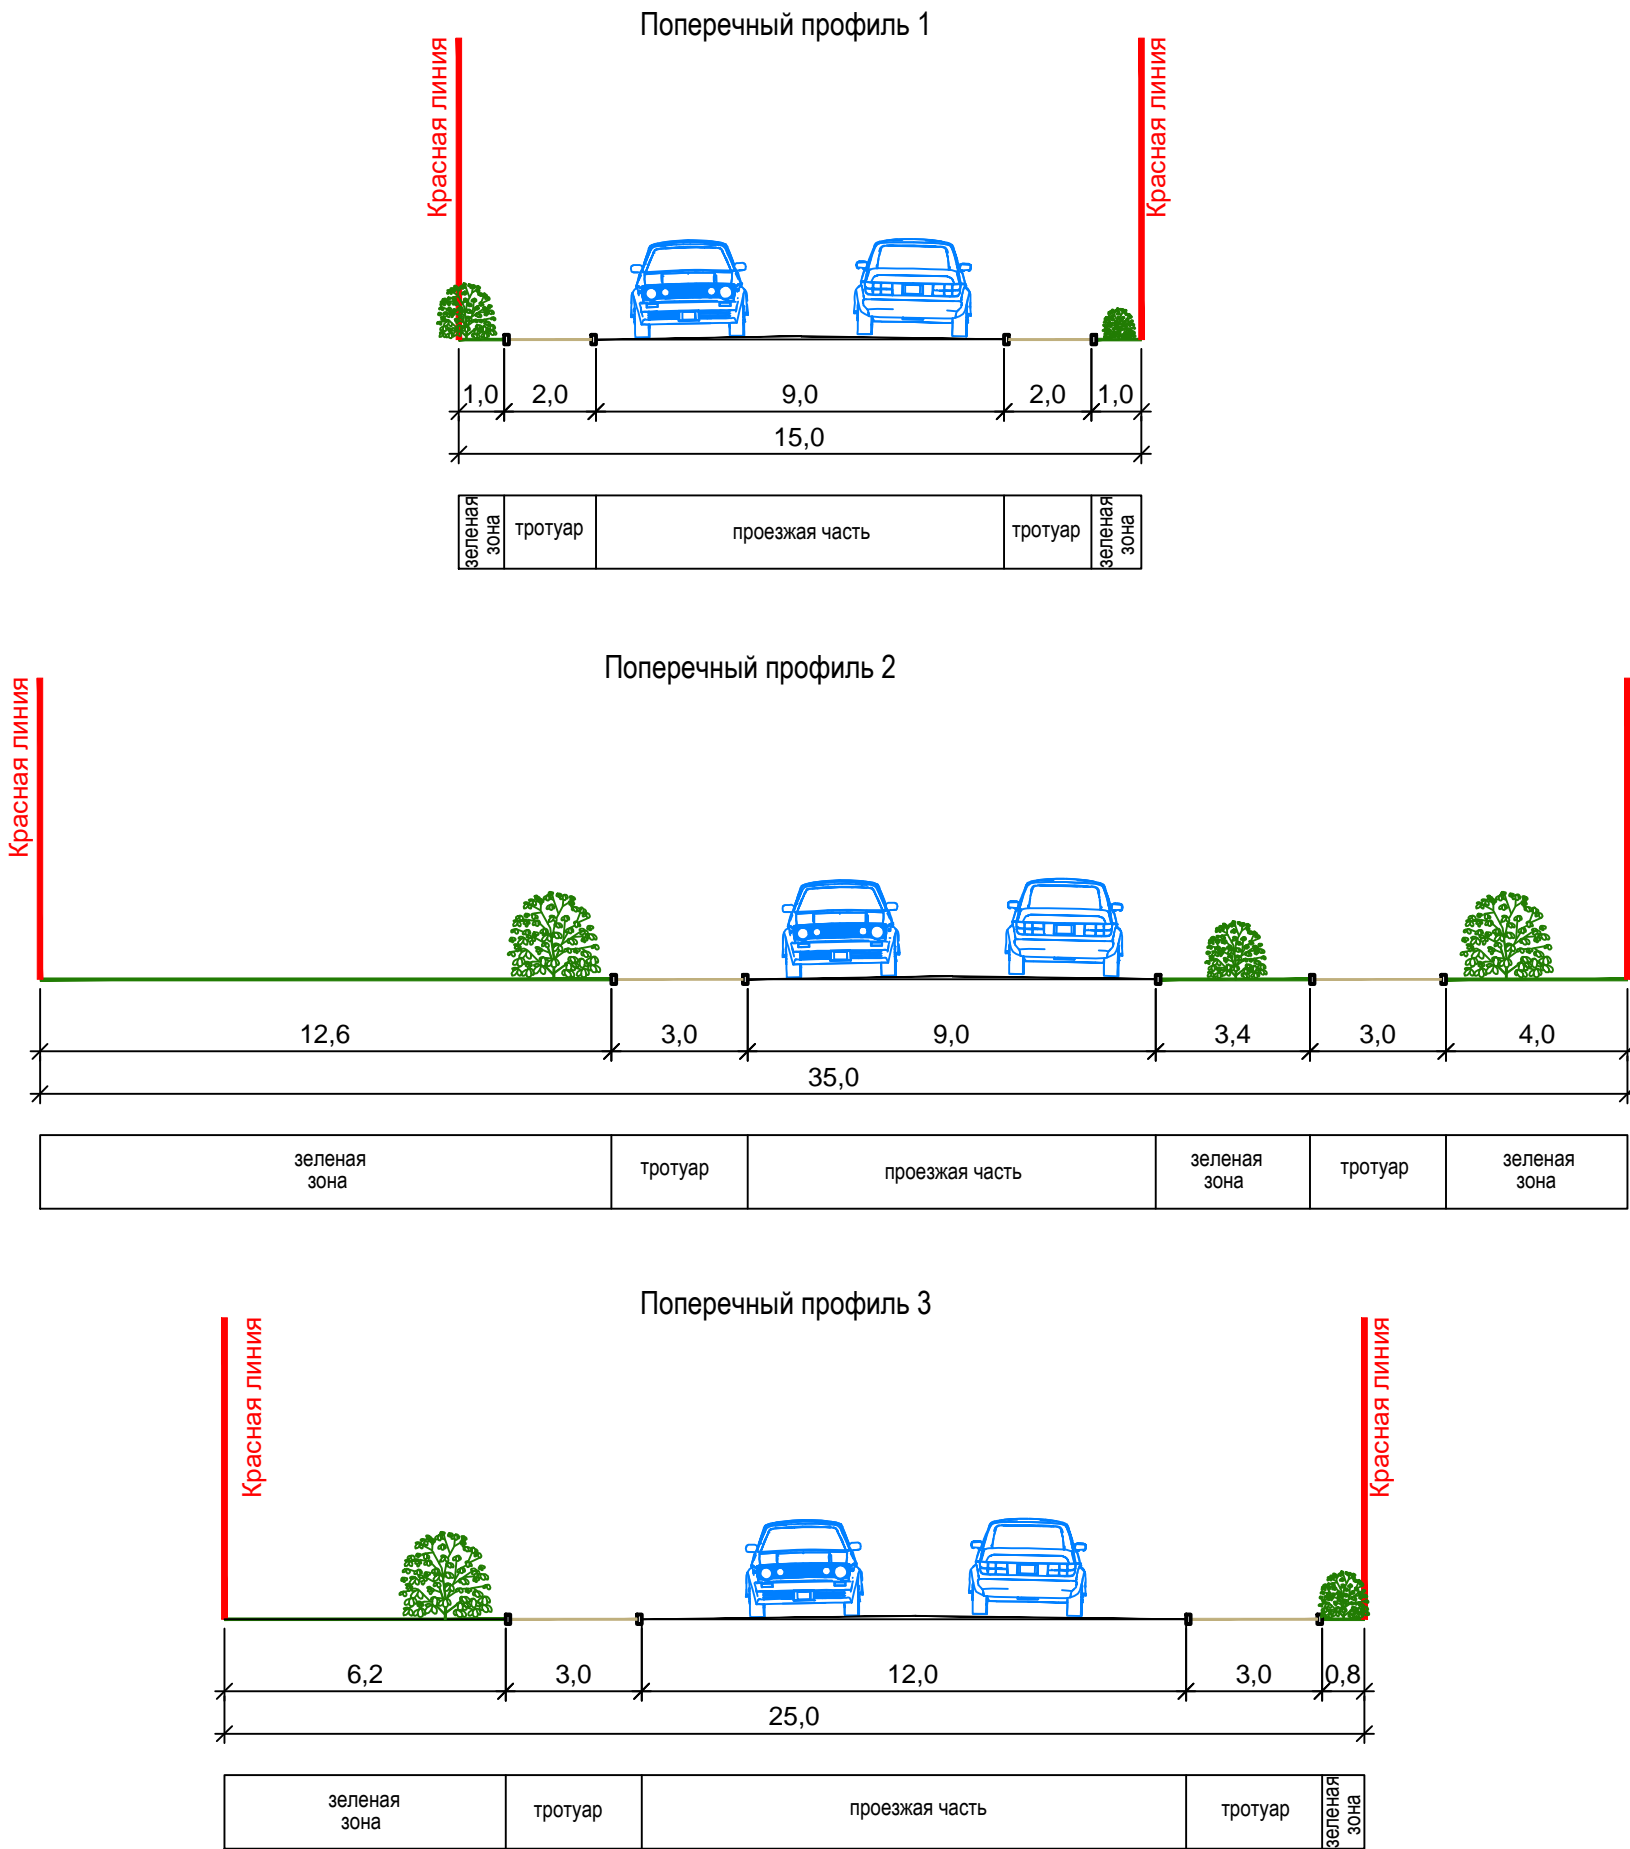 Поперечный профиль 1
Красная линия
Красная линия
1,0
2,0
9,0
2,0
1,0
15,0
зеленая
зона
тротуар
проезжая часть
тротуар
зеленая
зона
Поперечный профиль 2
Красная линия
12,6
3,0
9,0
3,4
3,0
4,0
35,0
зеленая
зона
тротуар
проезжая часть
зеленая
зона
тротуар
зеленая
зона
Поперечный профиль 3
Красная линия
Красная линия
6,2
3,0
12,0
3,0
0,8
25,0
зеленая
зона
тротуар
проезжая часть
тротуар
зеленая
зона